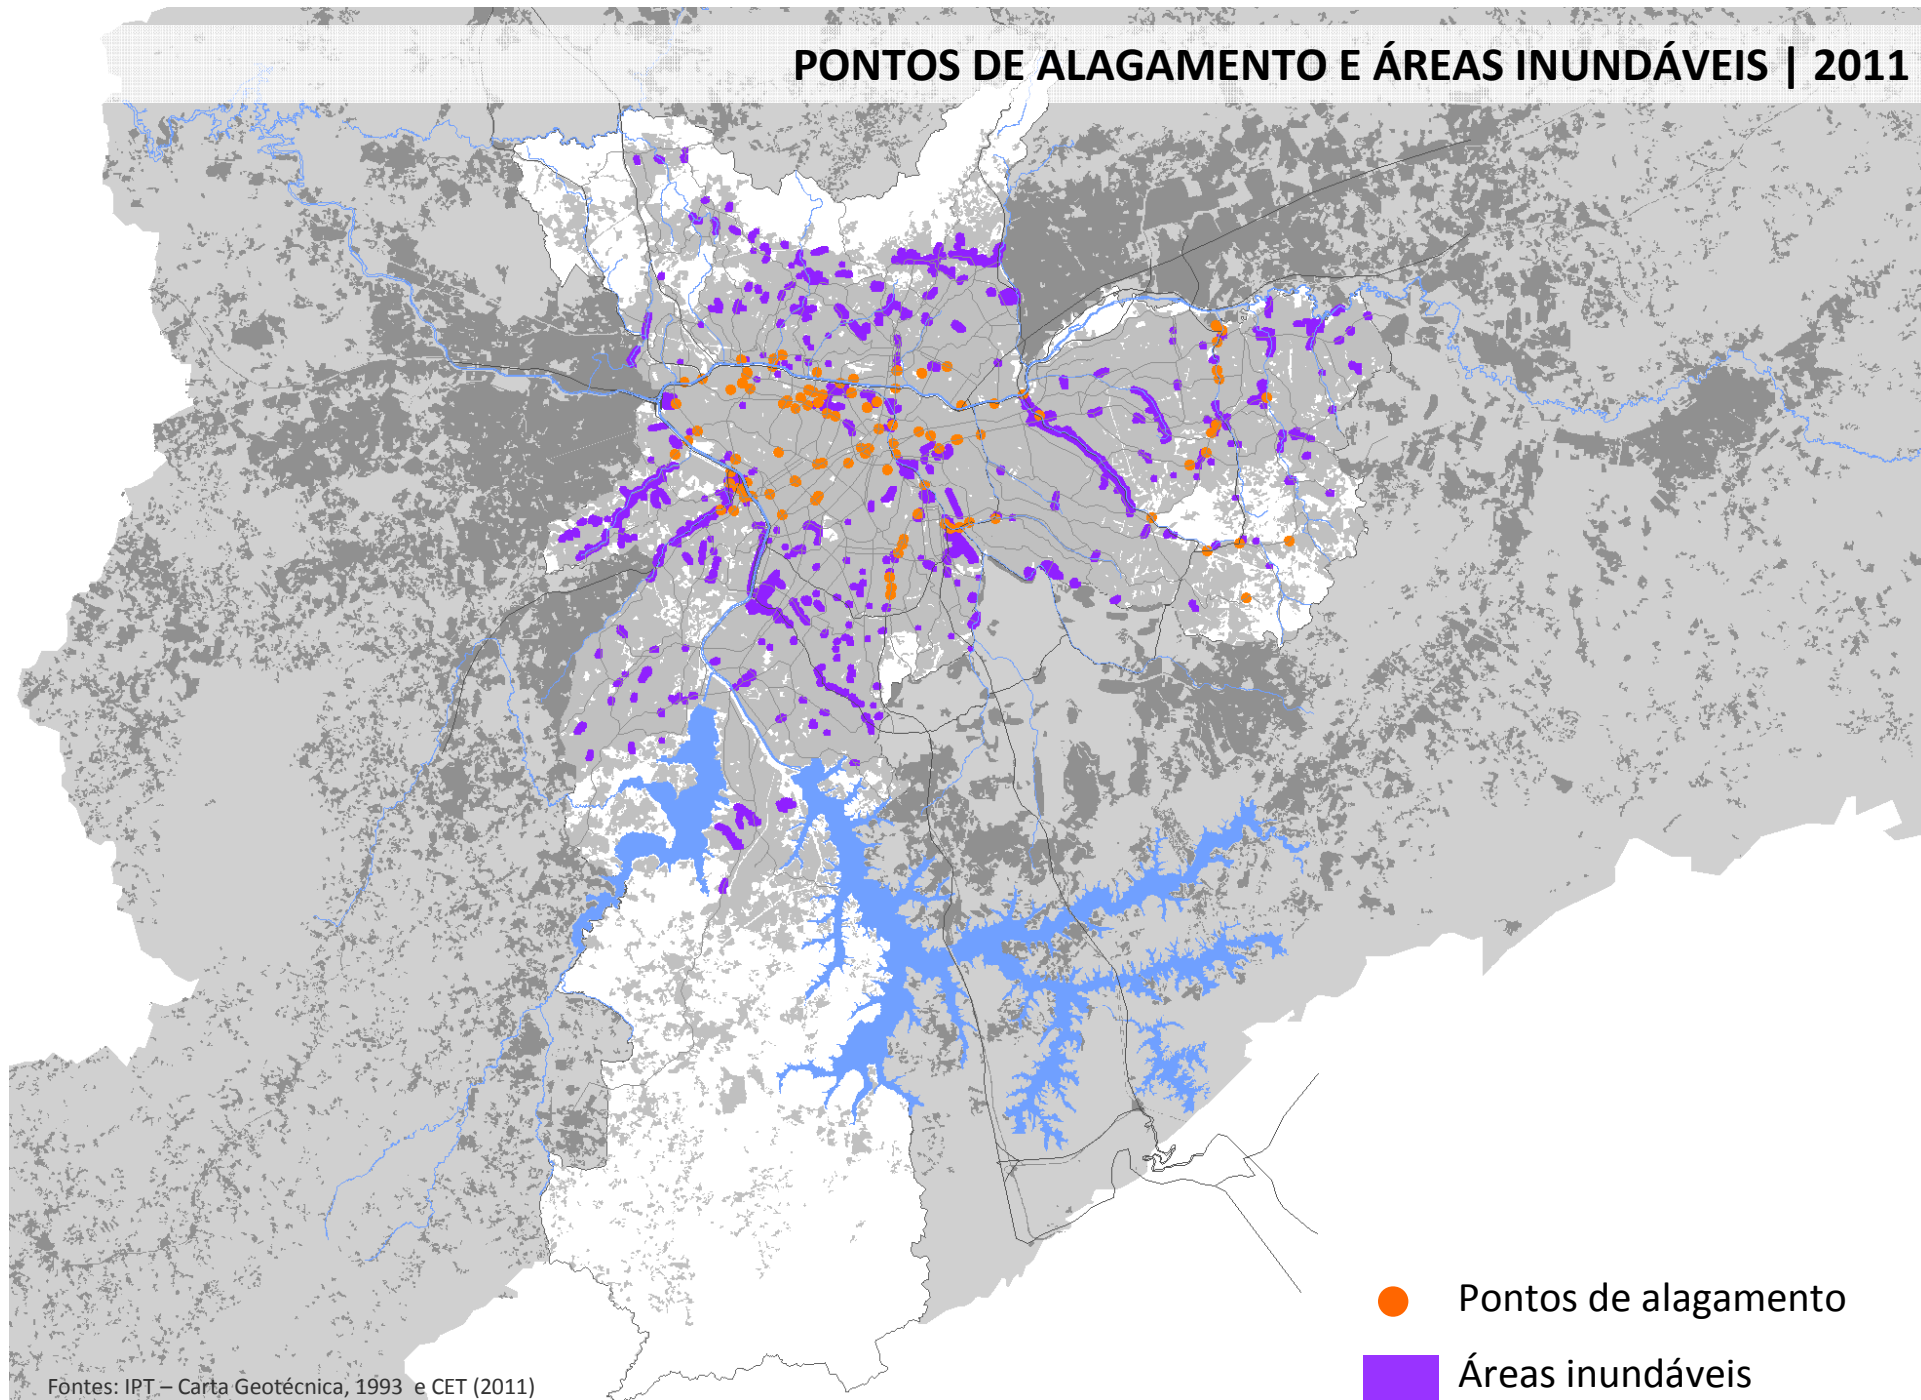 PONTOS DE ALAGAMENTO E ÁREAS INUNDÁVEIS | 2011
Pontos de alagamento
Áreas inundáveis
Fontes: IPT – Carta Geotécnica, 1993 e CET (2011)